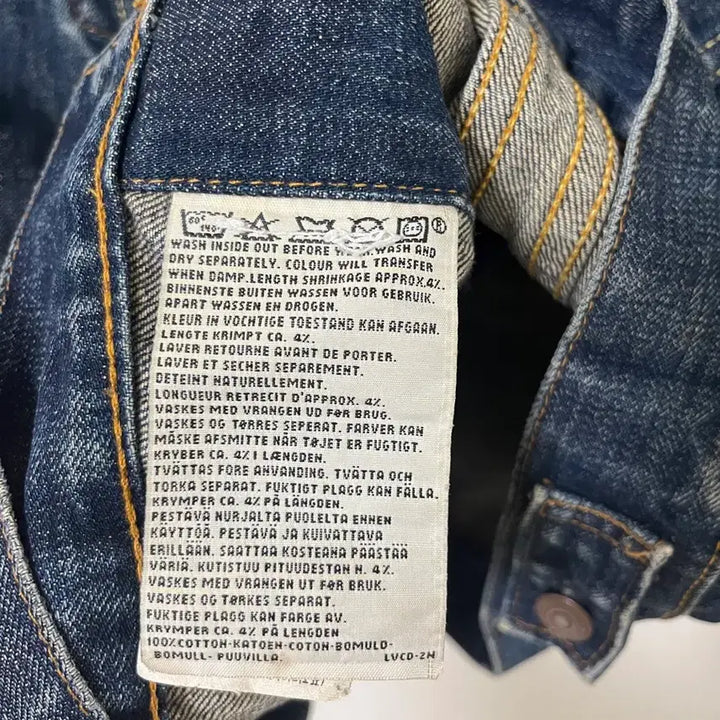 60°
140°F
®
WASH INSIDE OUT BEFORE WEAR. WASH AND
DRY SEPARATELY. COLOUR WILL TRANSFER
WHEN DAMP. LENGTH SHRINKAGE APPROX. 4%.
BINNENSTE BUITEN WASSEN VOOR GEBRUIK.
APART WASSEN EN DROGEN.
KLEUR IN VOCHTIGE TOESTAND KAN AFGAAN.
LENGTE KRIMPT CA. 4%.
LAVER RETOURNE AVANT DE PORTER.
LAVER ET SECHER SEPAREMENT.
DETEINT NATURELLEMENT.
LONGUEUR RETRECIT D'APPROX. 4%.
VASKES MED VRANGEN UD FØR BRUG.
VASKES OG TØRRES SEPERAT. FARVER KAN
MÅSKE AFSMITTE NÅR TØJET ER FUGTIGT.
KRYBER CA. 4% I LÆNGDEN.
TVÄTTAS FORE ANVANDING. TVÄTTA OCH
TORKA SEPARAT. FUKTIGT PLAGG KAN FÄLLA.
KRYMPER CA. 4% PÅ LÄNGDEN.
PESTÄVÄ NURJALTA PUOLELTA ENNEN
KÄYTTÖÄ. PESTÄVÄ JA KUIVATTAVA
ERILLÄÄN. SAATTAA KOSTEANA PÄÄSTÄÄ
VÄRIÄ. KUTISTUU PITUUDESTAN N. 4%.
VASKES MED VRANGEN UT FØR BRUK.
VASKES OG TØRKES SEPARAT.
FUKTIGE PLAGG KAN FARGE AV.
KRYMPER CA. 4% PÅ LENGDEN
100% COTTON-KATOEN-COTON-BOMULD-
BOMULL- PUUVILLA. LVCD-2N